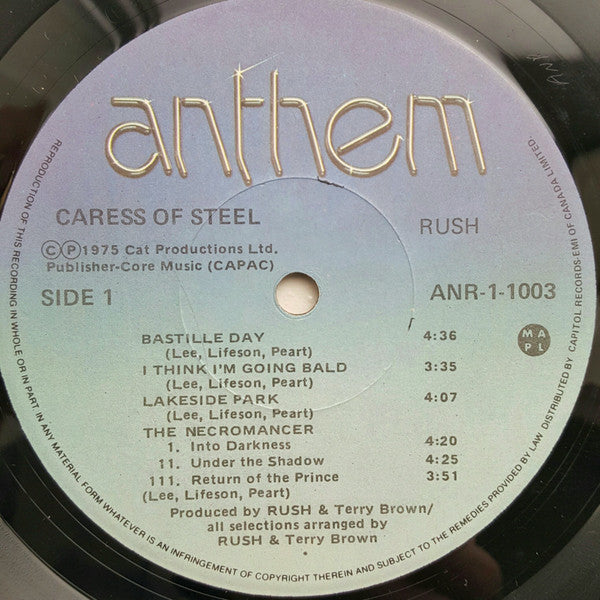 anthem
CARESS OF STEEL
RUSH
ⒸⓅ1975 Cat Productions Ltd.
Publisher-Core Music (CAPAC)
SIDE 1
ANR-1-1003
BASTILLE DAY 4:36
(Lee, Lifeson, Peart)
I THINK I'M GOING BALD 3:35
(Lee, Lifeson, Peart)
LAKESIDE PARK 4:07
(Lee, Lifeson, Peart)
THE NECROMANCER
1. Into Darkness 4:20
11. Under the Shadow 4:25
111. Return of the Prince 3:51
(Lee, Lifeson, Peart)
Produced by RUSH & Terry Brown/
all selections arranged by
RUSH & Terry Brown
MAPL
REPRODUCTION OF THIS RECORDING IN WHOLE OR IN PART IN ANY MATERIAL FORM WHATEVER IS AN INFRINGEMENT OF COPYRIGHT THEREIN AND SUBJECT TO THE REMEDIES PROVIDED BY LAW. DISTRIBUTED BY CAPITOL RECORDS-EMI OF CANADA LIMITED.